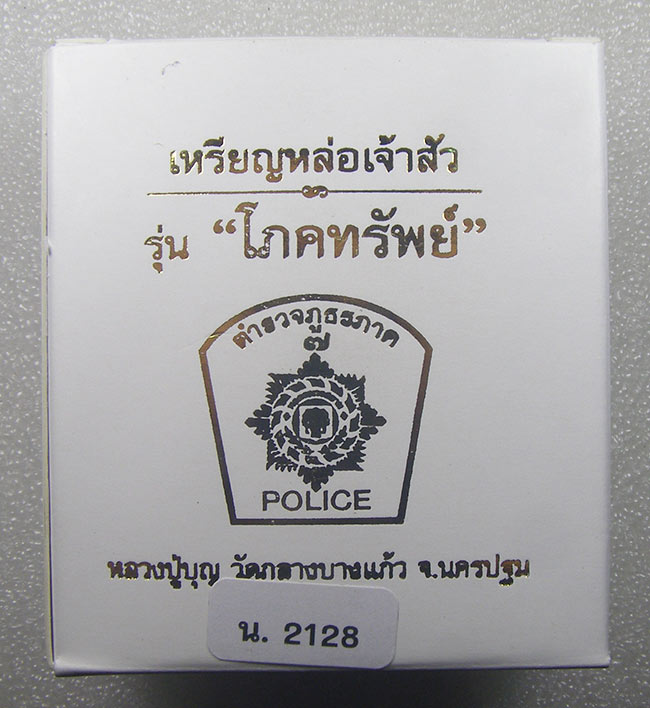 เหรียญหล่อเจ้าสัว
รุ่น “โภคทรัพย์”
ตำรวจภูธรภาค
๗
POLICE
หลวงปู่บุญ วัดกลางบางแก้ว จ.นครปฐม
น. 2128